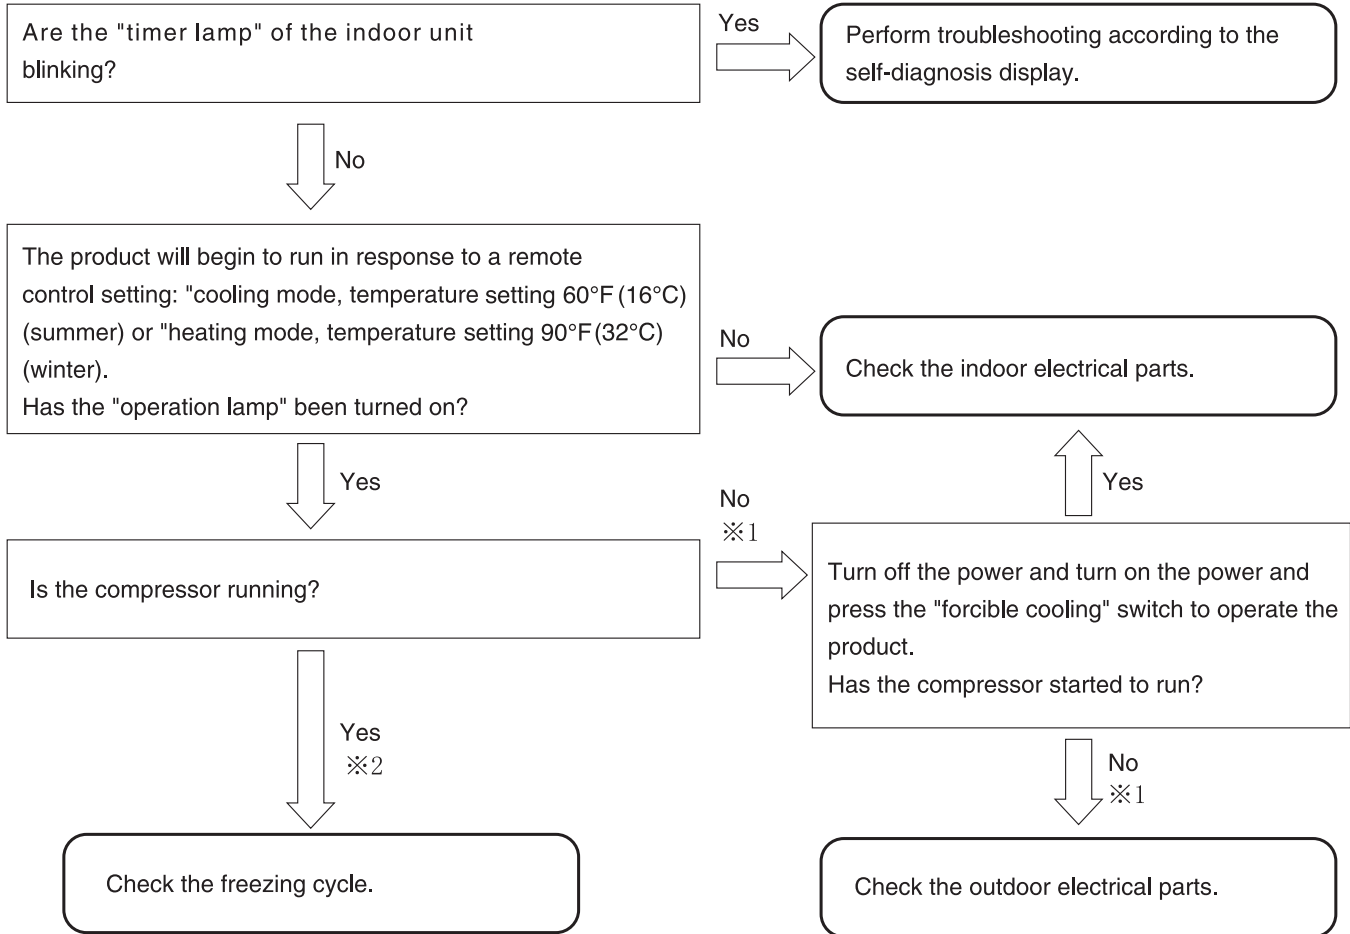 Are the "timer lamp" of the indoor unit
blinking?
Yes
Perform troubleshooting according to the
self-diagnosis display.
No
The product will begin to run in response to a remote
control setting: "cooling mode, temperature setting 60°F(16°C)
(summer) or "heating mode, temperature setting 90°F(32°C)
(winter).
Has the "operation lamp" been turned on?
No
Check the indoor electrical parts.
Yes
Yes
Is the compressor running?
No
※1
Turn off the power and turn on the power and
press the "forcible cooling" switch to operate the
product.
Has the compressor started to run?
Yes
※2
No
※1
Check the freezing cycle.
Check the outdoor electrical parts.